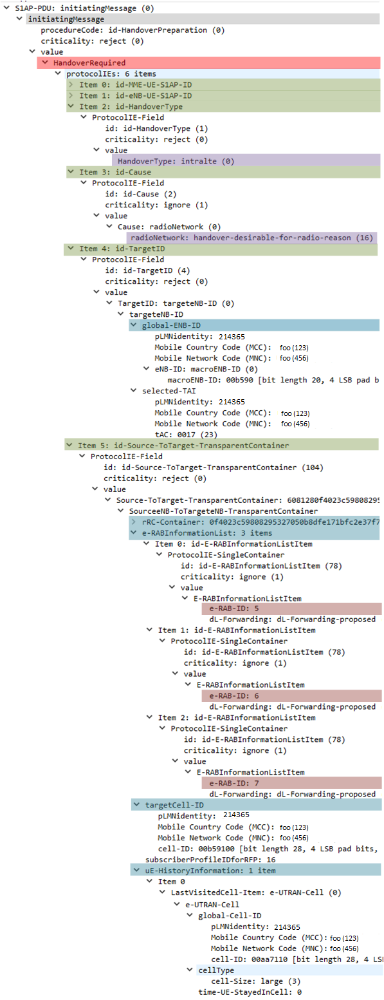 S1AP-PDU: initiatingMessage (0)
initiatingMessage
procedureCode: id-HandoverPreparation (0)
criticality: reject (0)
value
HandoverRequired
protocolIEs: 6 items
Item 0: id-MME-UE-S1AP-ID
Item 1: id-eNB-UE-S1AP-ID
Item 2: id-HandoverType
ProtocolIE-Field
id: id-HandoverType (1)
criticality: reject (0)
value
HandoverType: intralte (0)
Item 3: id-Cause
ProtocolIE-Field
id: id-Cause (2)
criticality: ignore (1)
value
Cause: radioNetwork (0)
radioNetwork: handover-desirable-for-radio-reason (16)
Item 4: id-TargetID
ProtocolIE-Field
id: id-TargetID (4)
criticality: reject (0)
value
TargetID: targeteNB-ID (0)
targeteNB-ID
global-ENB-ID
pLMNidentity: 214365
Mobile Country Code (MCC): foo (123)
Mobile Network Code (MNC): foo (456)
eNB-ID: macroENB-ID (0)
macroENB-ID: 00b590 [bit length 20, 4 LSB pad b
selected-TAI
pLMNidentity: 214365
Mobile Country Code (MCC): foo (123)
Mobile Network Code (MNC): foo (456)
tAC: 0017 (23)
Item 5: id-Source-ToTarget-TransparentContainer
ProtocolIE-Field
id: id-Source-ToTarget-TransparentContainer (104)
criticality: reject (0)
value
Source-ToTarget-TransparentContainer: 6081280f4023c59808295
SourceeNB-ToTargeteNB-TransparentContainer
rRC-Container: 0f4023c59808295327050b8dfe171bfc2e37f7
e-RABInformationList: 3 items
Item 0: id-E-RABInformationListItem
ProtocolIE-SingleContainer
id: id-E-RABInformationListItem (78)
criticality: ignore (1)
value
E-RABInformationListItem
e-RAB-ID: 5
dL-Forwarding: dL-Forwarding-proposed
Item 1: id-E-RABInformationListItem
ProtocolIE-SingleContainer
id: id-E-RABInformationListItem (78)
criticality: ignore (1)
value
E-RABInformationListItem
e-RAB-ID: 6
dL-Forwarding: dL-Forwarding-proposed
Item 2: id-E-RABInformationListItem
ProtocolIE-SingleContainer
id: id-E-RABInformationListItem (78)
criticality: ignore (1)
value
E-RABInformationListItem
e-RAB-ID: 7
dL-Forwarding: dL-Forwarding-proposed
targetCell-ID
pLMNidentity: 214365
Mobile Country Code (MCC): foo (123)
Mobile Network Code (MNC): foo (456)
cell-ID: 00b59100 [bit length 28, 4 LSB pad bits,
subscriberProfileIDforRFP: 16
uE-HistoryInformation: 1 item
Item 0
LastVisitedCell-Item: e-UTRAN-Cell (0)
e-UTRAN-Cell
global-Cell-ID
pLMNidentity: 214365
Mobile Country Code (MCC): foo (123)
Mobile Network Code (MNC): foo (456)
cell-ID: 00aa7110 [bit length 28, 4 LSB
cellType
cell-Size: large (3)
time-UE-StayedInCell: 0